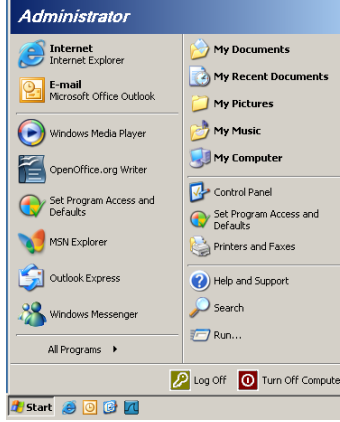 Administrator
Internet
Internet Explorer
E-mail
Microsoft Office Outlook
Windows Media Player
OpenOffice.org Writer
Set Program Access and
Defaults
MSN Explorer
Outlook Express
Windows Messenger
All Programs
My Documents
My Recent Documents
My Pictures
My Music
My Computer
Control Panel
Set Program Access and
Defaults
Printers and Faxes
Help and Support
Search
Run...
Log Off
Turn Off Compute
Start